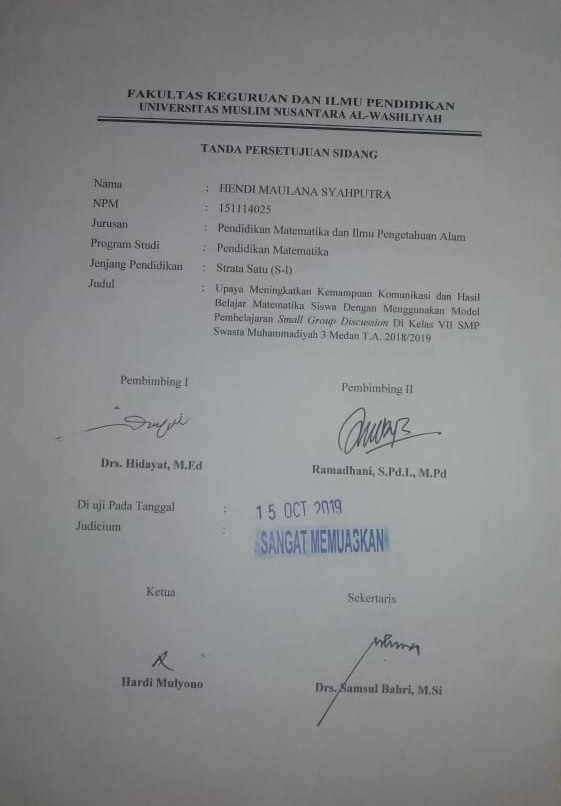 FAKULTAS KEGURUAN DAN ILMU PENDIDIKAN
UNIVERSITAS MUSLIM NUSANTARA AL-WASHLIYAH
TANDA PERSETUJUAN SIDANG
Nama : HENDI MAULANA SYAHPUTRA
NPM : 151114025
Jurusan : Pendidikan Matematika dan Ilmu Pengetahuan Alam
Program Studi : Pendidikan Matematika
Jenjang Pendidikan : Strata Satu (S-I)
Judul : Upaya Meningkatkan Kemampuan Komunikasi dan Hasil
Belajar Matematika Siswa Dengan Menggunakan Model
Pembelajaran Small Group Discussion Di Kelas VII SMP
Swasta Muhammadiyah 3 Medan T.A. 2018/2019
Pembimbing I Pembimbing II
Drs. Hidayat, M.Ed Ramadhani, S.Pd.I., M.Pd
Di uji Pada Tanggal : 15 OCT 2019
Judicium : SANGAT MEMUASKAN
Ketua Sekertaris
Hardi Mulyono Drs. Samsul Bahri, M.Si